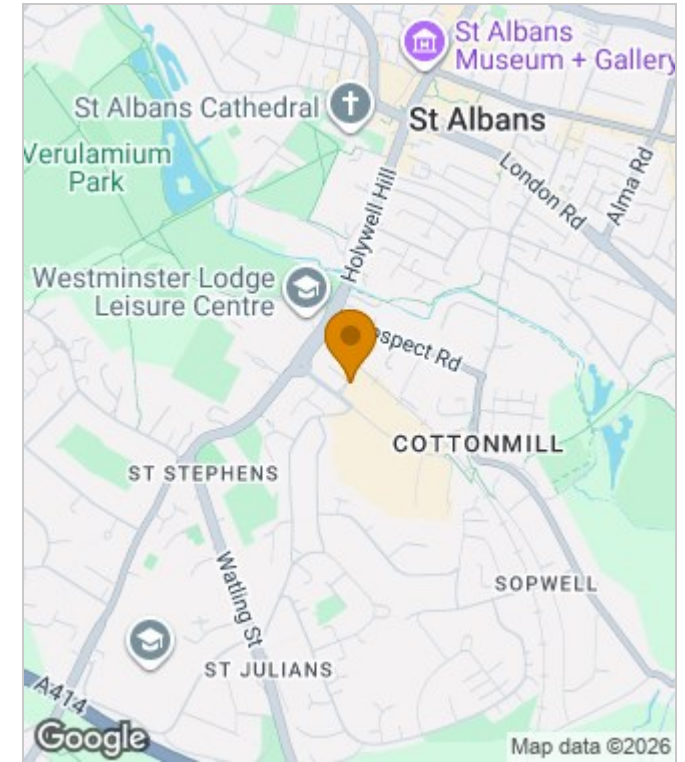 St Albans
Museum + Gallery
St Albans Cathedral
St Albans
Verulamium
Park
London Rd
Alma Rd
Holywell Hill
Westminster Lodge
Leisure Centre
spect Rd
COTTONMILL
ST STEPHENS
Watling St
SOPWELL
ST JULIANS
A414
Google
Map data ©2026